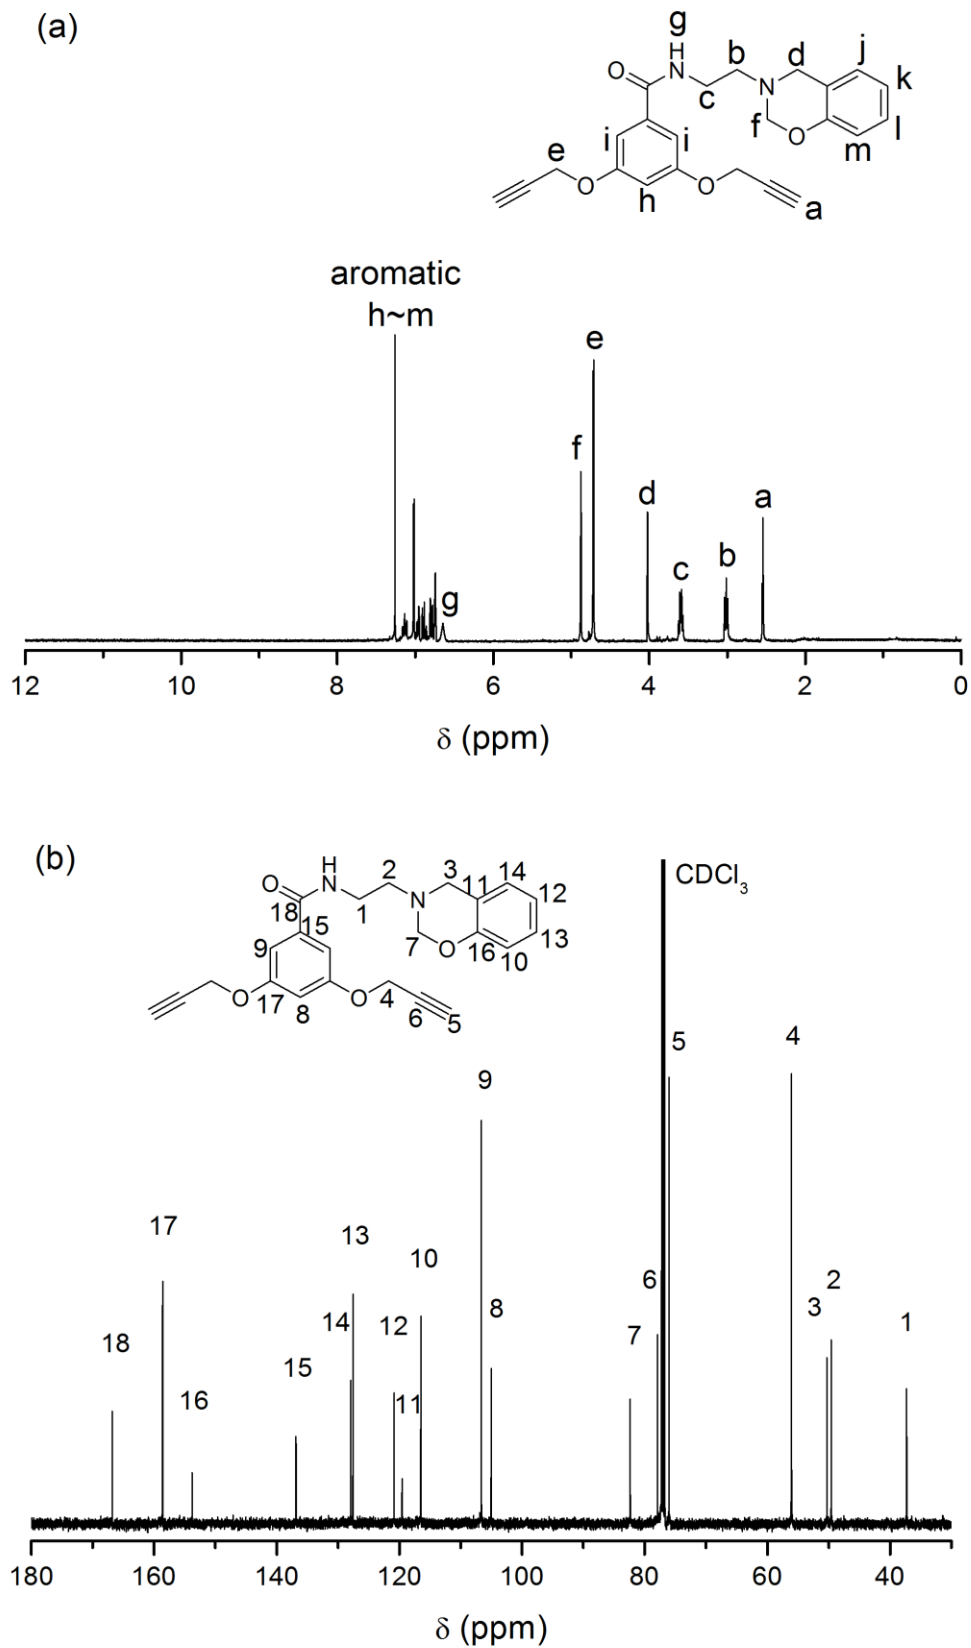 (a)
g
H
N
b
d
j
O
c
N
k
f
O
l
m
i
i
e
O
h
O
a
aromatic
h~m
e
f
d
a
c
b
g
12
10
8
6
4
2
0
δ (ppm)
(b)
H
N
2
3
14
O
1
N
11
12
18
15
7
O
16
13
10
9
O
17
8
O
4
6
5
CDCl₃
5
4
9
17
13
10
6
2
3
18
14
12
8
7
1
15
16
11
180
160
140
120
100
80
60
40
δ (ppm)